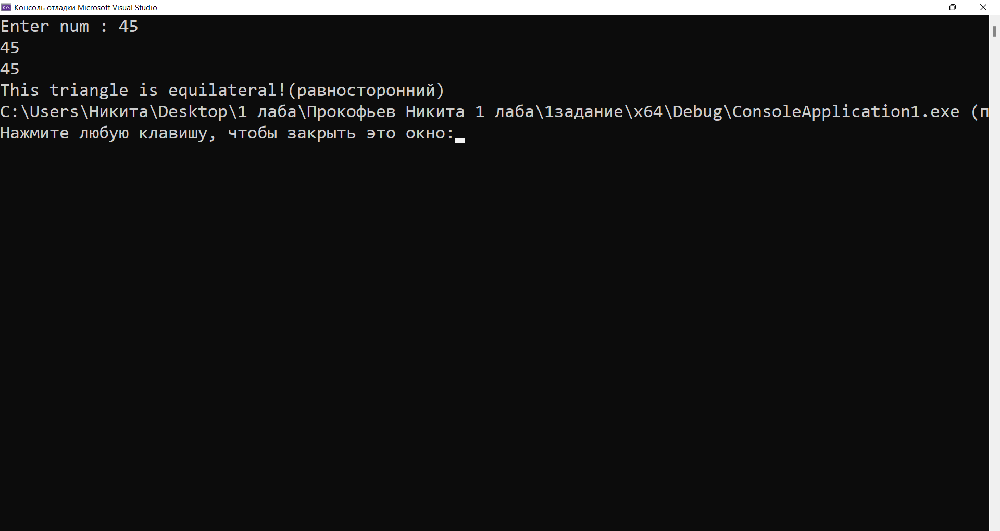 Консоль отладки Microsoft Visual Studio
Enter num : 45
45
45
This triangle is equilateral!(равносторонний)
C:\Users\Никита\Desktop\1 лаба\Прокофьев Никита 1 лаба\1задание\x64\Debug\ConsoleApplication1.exe (п
Нажмите любую клавишу, чтобы закрыть это окно: